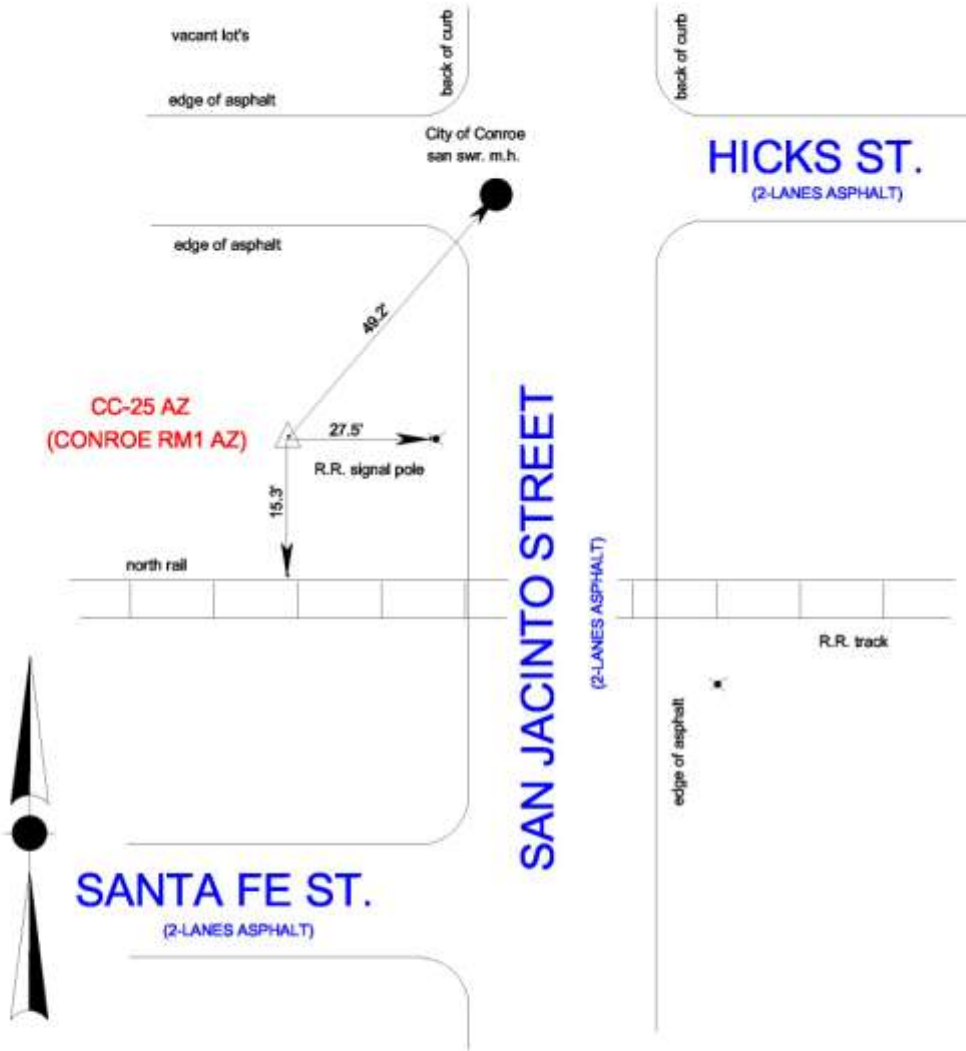 vacant lot's
back of curb
back of curb
edge of asphalt
City of Conroe
san swr. m.h.
HICKS ST.
(2-LANES ASPHALT)
edge of asphalt
49.2'
CC-25 AZ
(CONROE RM1 AZ)
27.5'
R.R. signal pole
15.3'
SAN JACINTO STREET
(2-LANES ASPHALT)
north rail
R.R. track
edge of asphalt
SANTA FE ST.
(2-LANES ASPHALT)